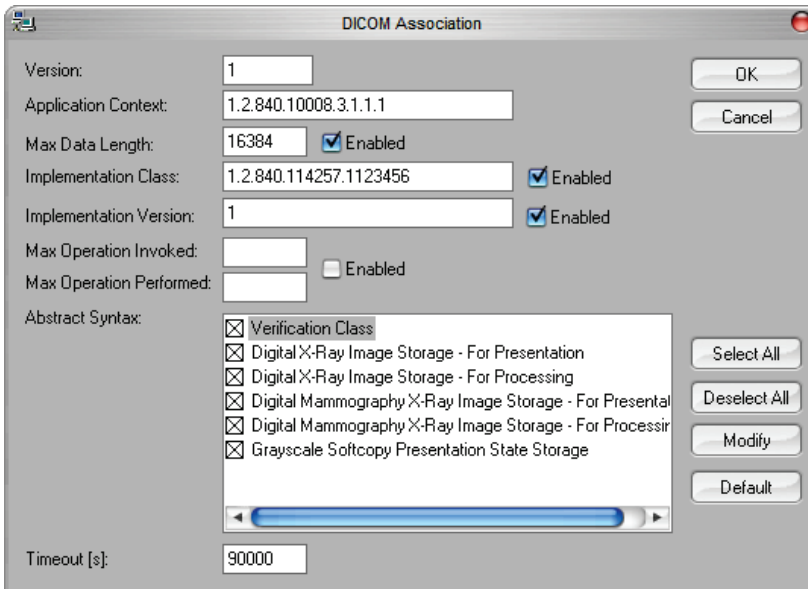 DICOM Association
Version: 1
OK
Application Context: 1.2.840.10008.3.1.1.1
Cancel
Max Data Length: 16384 Enabled
Implementation Class: 1.2.840.114257.1123456 Enabled
Implementation Version: 1 Enabled
Max Operation Invoked:
Enabled
Max Operation Performed:
Abstract Syntax:
Verification Class
Digital X-Ray Image Storage - For Presentation
Digital X-Ray Image Storage - For Processing
Digital Mammography X-Ray Image Storage - For Presentat
Digital Mammography X-Ray Image Storage - For Processin
Grayscale Softcopy Presentation State Storage
Select All
Deselect All
Modify
Default
Timeout [s]: 90000